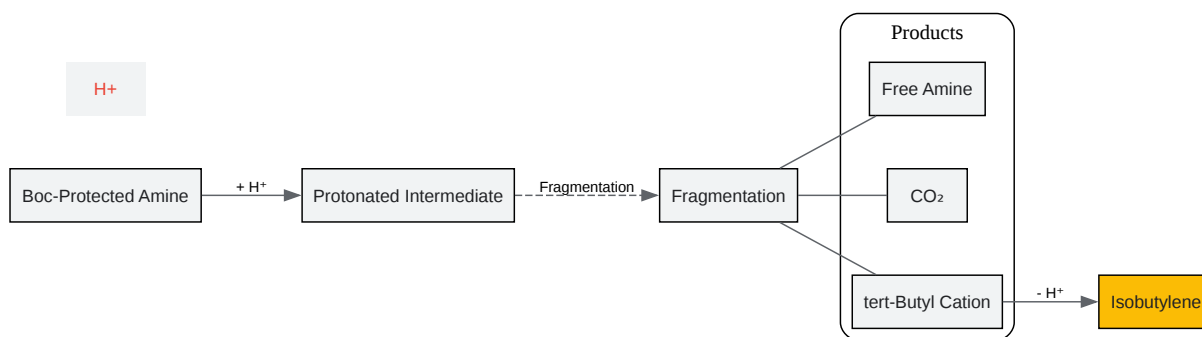 Products
H+
Free Amine
Boc-Protected Amine
+ H⁺
Protonated Intermediate
Fragmentation
Fragmentation
CO₂
tert-Butyl Cation
- H⁺
Isobutylene